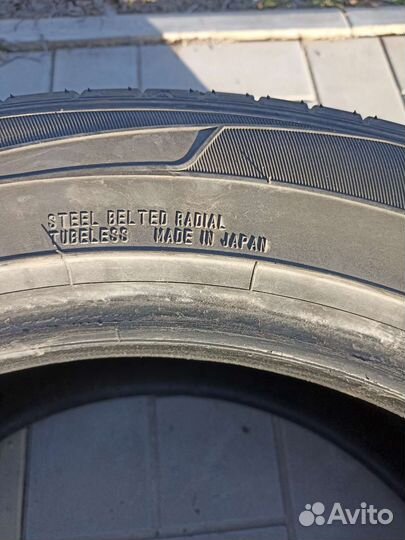 STEEL BELTED RADIAL
TUBELESS MADE IN JAPAN
Avito